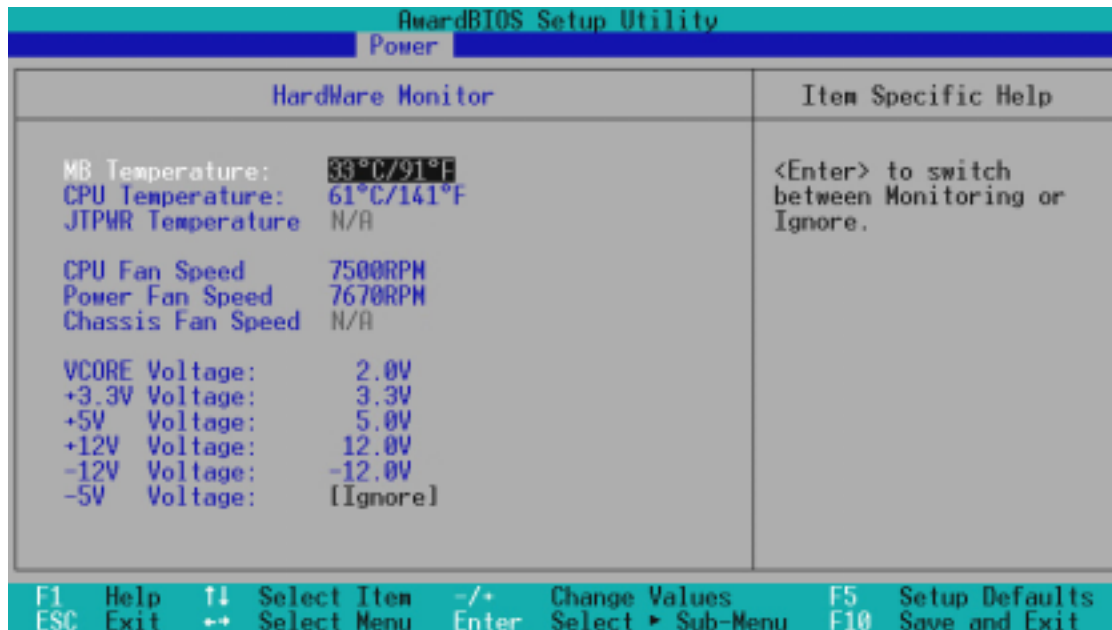 AwardBIOS Setup Utility
Power
HardWare Monitor
Item Specific Help
MB Temperature: 33°C/91°F
CPU Temperature: 61°C/141°F
JTPWR Temperature N/A
CPU Fan Speed 7500RPM
Power Fan Speed 7670RPM
Chassis Fan Speed N/A
VCORE Voltage: 2.0V
+3.3V Voltage: 3.3V
+5V Voltage: 5.0V
+12V Voltage: 12.0V
-12V Voltage: -12.0V
-5V Voltage: [Ignore]
<Enter> to switch
between Monitoring or
Ignore.
F1 Help ↑↓ Select Item -/+ Change Values F5 Setup Defaults
ESC Exit ←→ Select Menu Enter Select ► Sub-Menu F10 Save and Exit